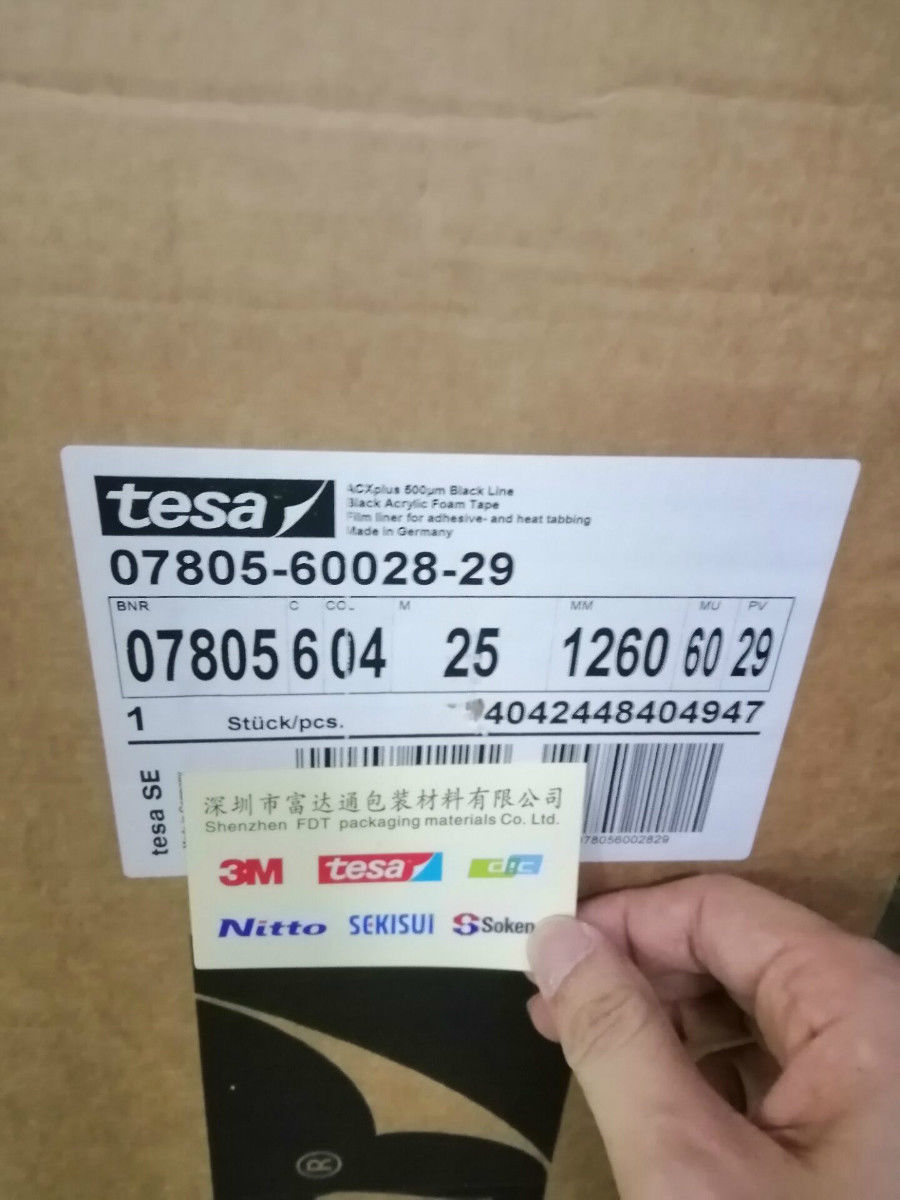 tesa
ACXplus 500µm Black Line
Black Acrylic Foam Tape
Film liner for adhesive- and heat tabbing
Made in Germany
07805-60028-29
BNR C COL M MM MU PV
07805 6 04 25 1260 60 29
1 Stück/pcs. 4042448404947
tesa SE
078056002829
深圳市富达通包装材料有限公司
Shenzhen FDT packaging materials Co. Ltd.
3M tesa dic
Nitto SEKISUI Soken
®